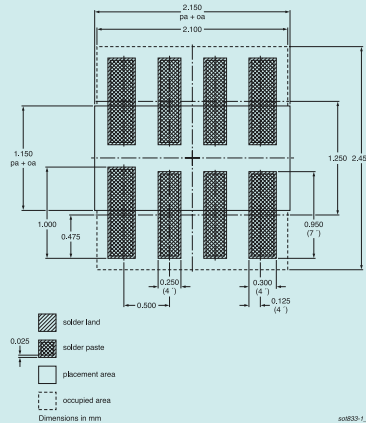 2.150
pa + oa
2.100
1.150
pa + oa
1.250
2.45
1.000
0.475
0.950
(7 ´)
0.250
(4 ´)
0.300
(4 ´)
0.125
(4 ´)
0.500
solder land
solder paste
0.025
placement area
occupied area
Dimensions in mm
sot833-1_